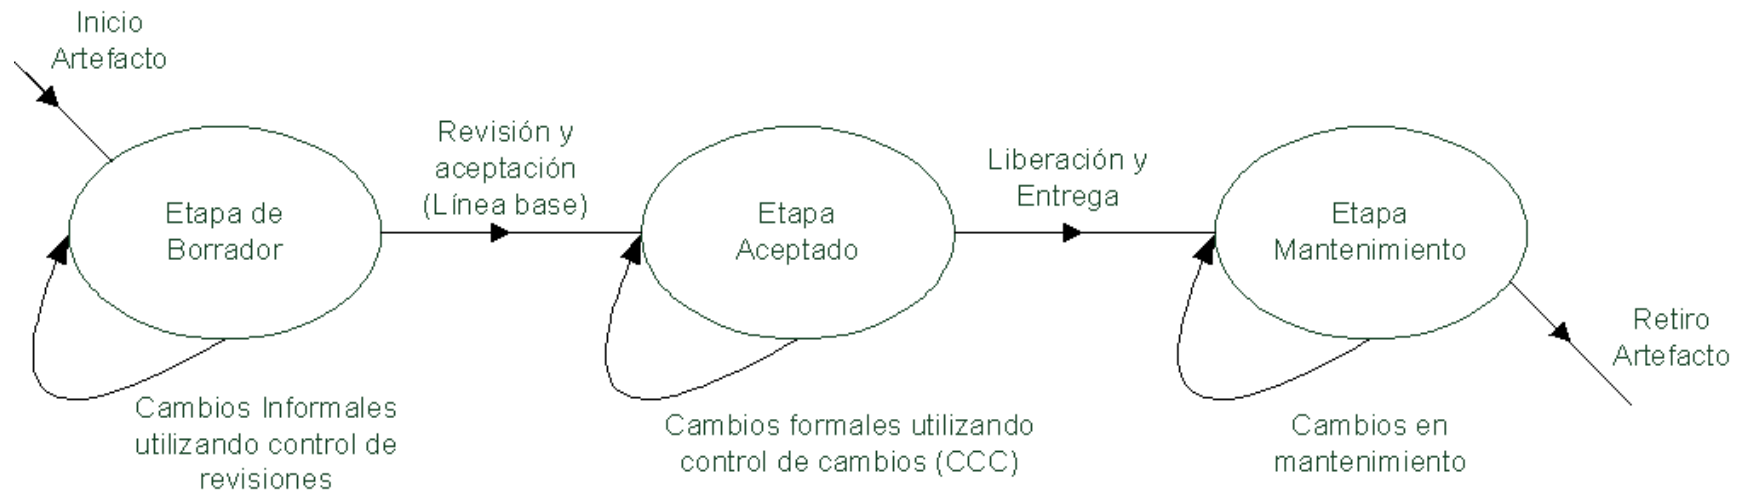 Inicio
Artefacto
Revisión y
aceptación
(Línea base)
Liberación y
Entrega
Etapa de
Borrador
Etapa
Aceptado
Etapa
Mantenimiento
Retiro
Artefacto
Cambios Informales
utilizando control de
revisiones
Cambios formales utilizando
control de cambios (CCC)
Cambios en
mantenimiento